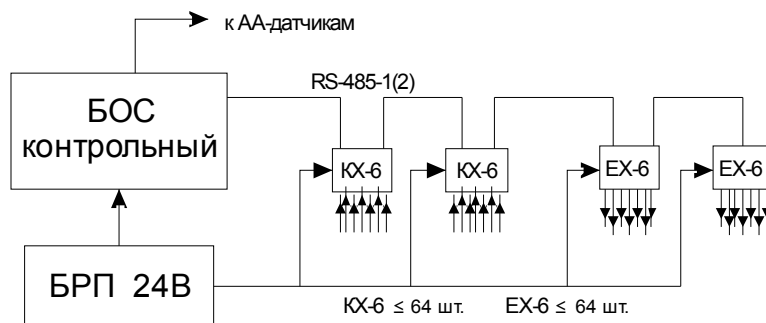 к АА-датчикам
RS-485-1(2)
БОС
контрольный
КХ-6
КХ-6
ЕХ-6
ЕХ-6
БРП 24В
КХ-6 ≤ 64 шт.
ЕХ-6 ≤ 64 шт.